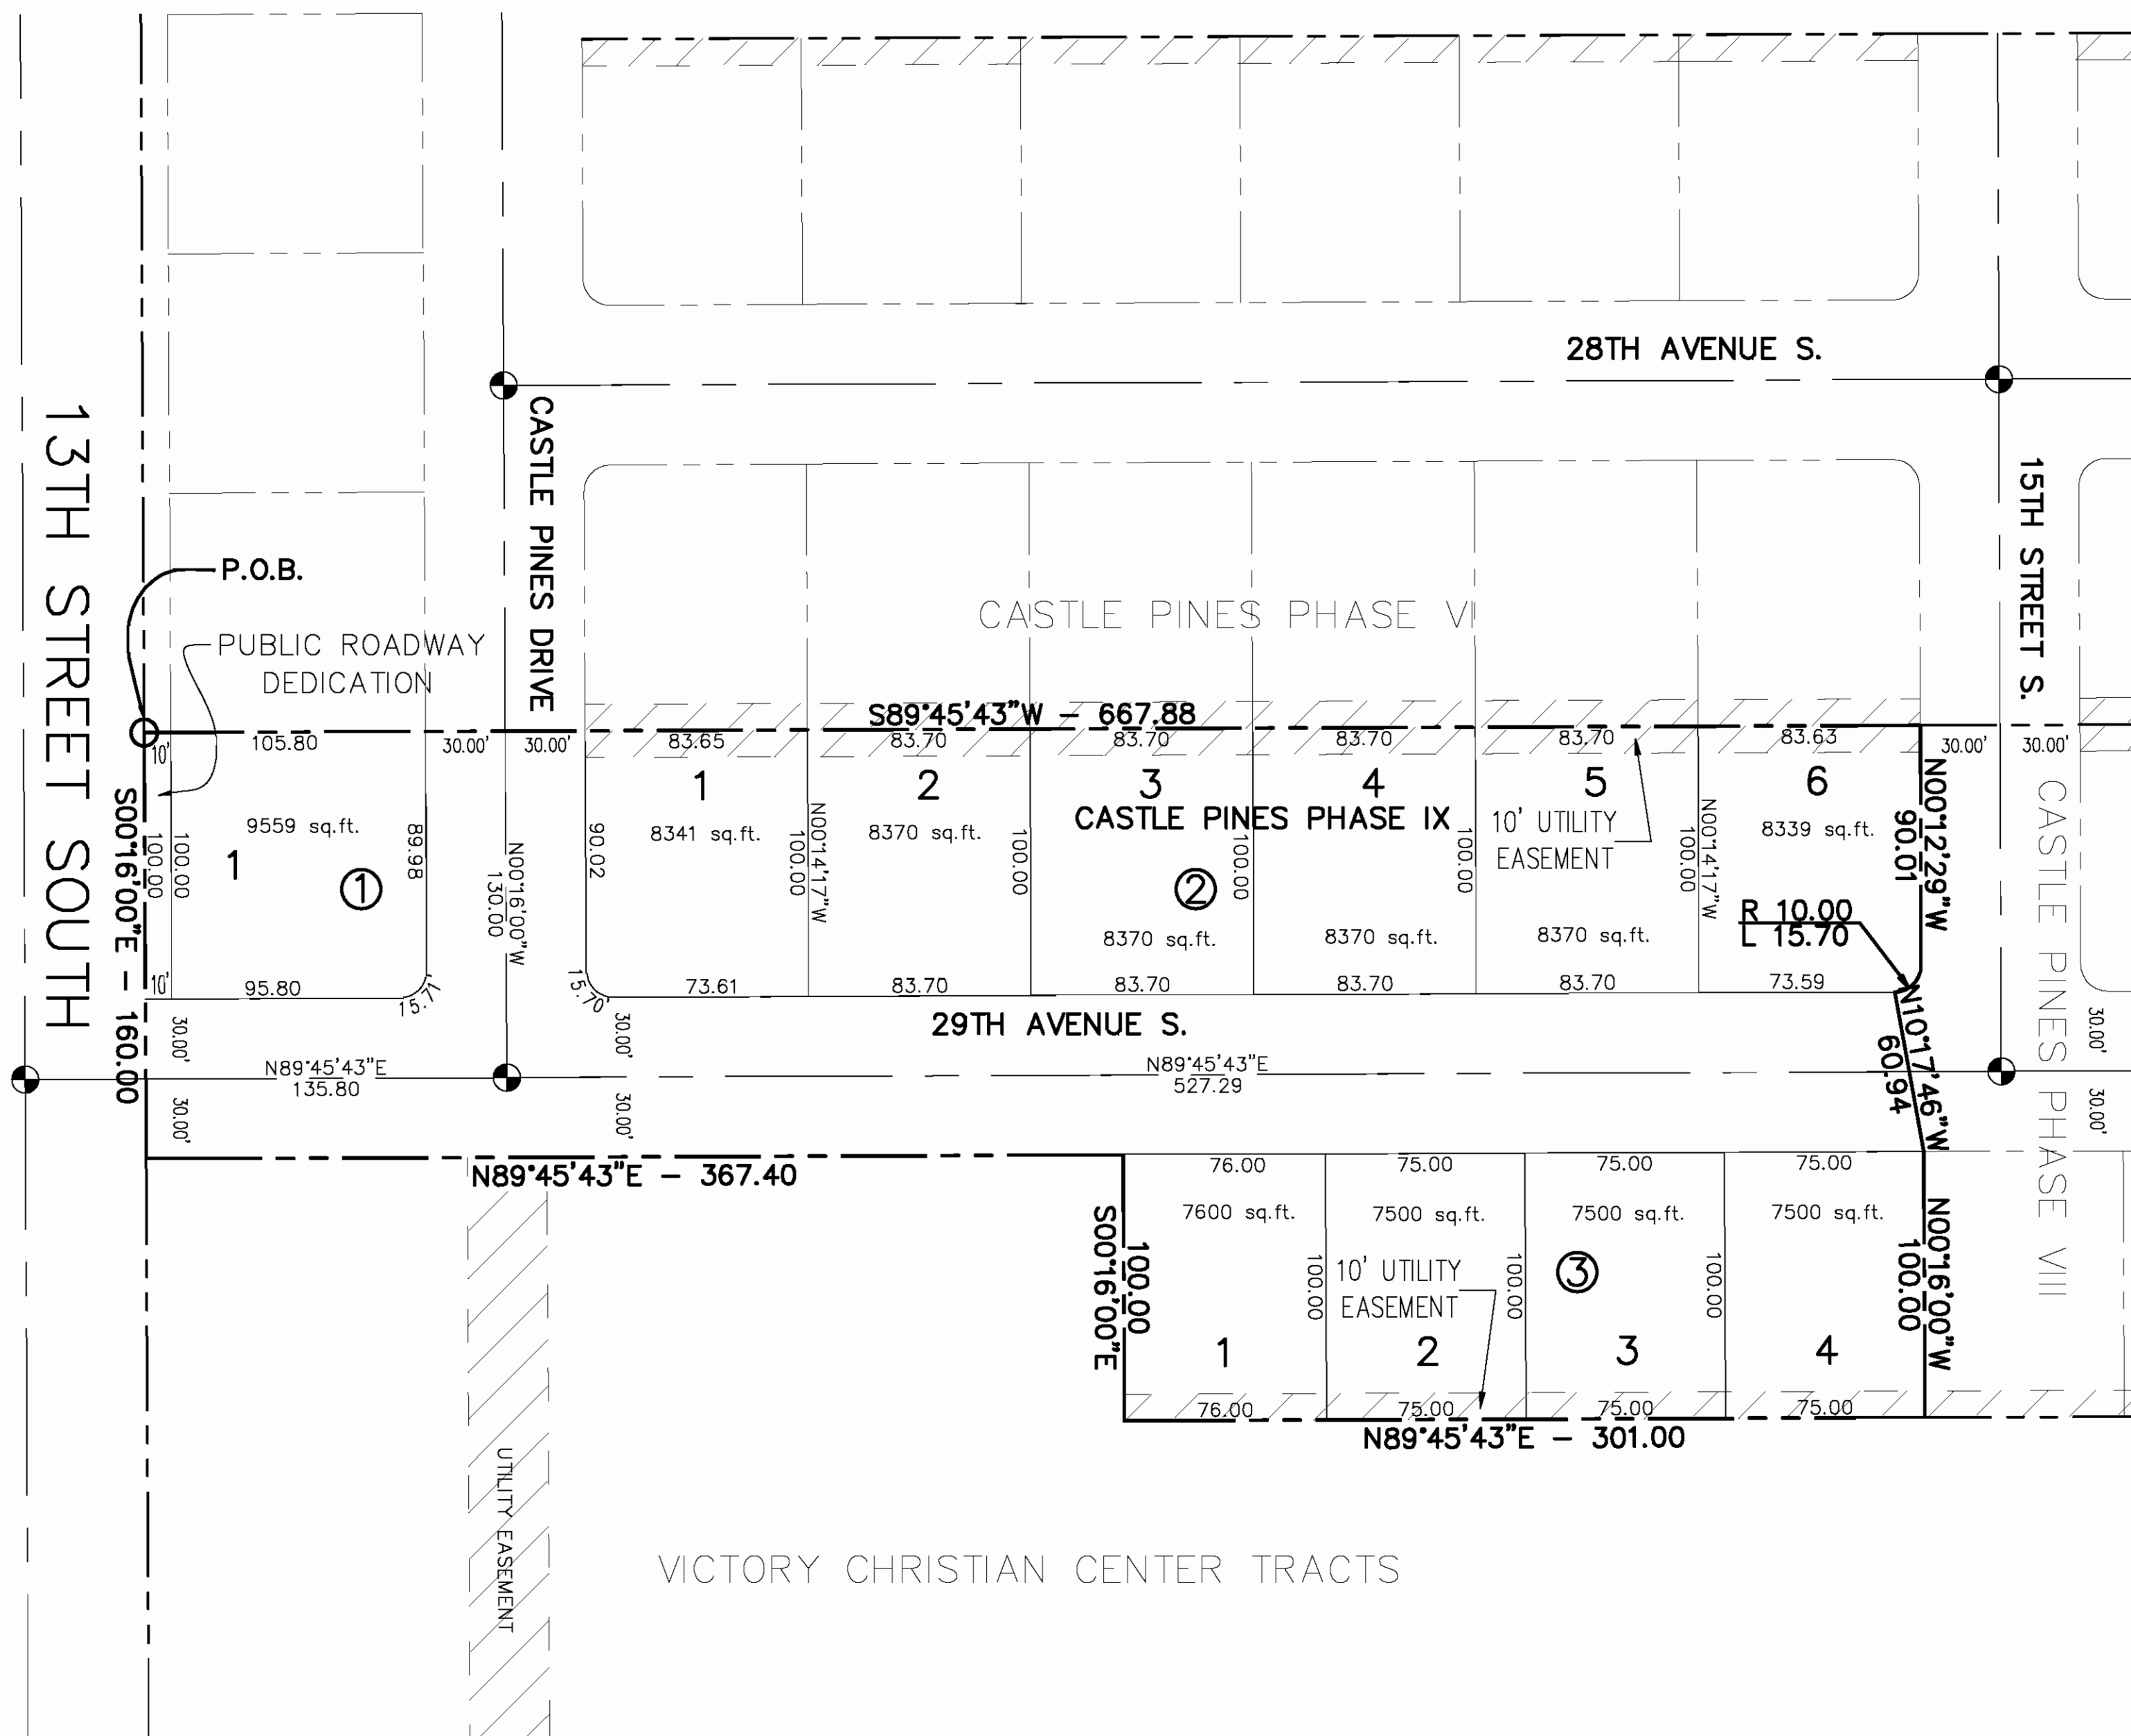 28TH AVENUE S.
13TH STREET SOUTH
CASTLE PINES DRIVE
15TH STREET S.
P.O.B.
PUBLIC ROADWAY
DEDICATION
CASTLE PINES PHASE VI
S89°45'43"W – 667.88
10'
105.80
30.00'
30.00'
83.65
83.70
83.70
83.70
83.70
83.63
30.00'
30.00'
S00°16'00"E – 160.00
100.00
100.00
9559 sq.ft.
1
1
89.98
N00°16'00"W
130.00
90.02
1
8341 sq.ft.
N00°14'17"W
100.00
2
8370 sq.ft.
100.00
3
CASTLE PINES PHASE IX
2
8370 sq.ft.
100.00
4
8370 sq.ft.
100.00
5
10' UTILITY
EASEMENT
8370 sq.ft.
N00°14'17"W
100.00
6
8339 sq.ft.
N00°12'29"W
90.01
R 10.00
L 15.70
CASTLE PINES PHASE VIII
10'
95.80
15.71
15.70
73.61
83.70
83.70
83.70
83.70
73.59
30.00'
30.00'
29TH AVENUE S.
N10°17'46"W
60.94
30.00'
N89°45'43"E
135.80
N89°45'43"E
527.29
30.00'
30.00'
30.00'
N89°45'43"E – 367.40
76.00
75.00
75.00
75.00
7600 sq.ft.
7500 sq.ft.
7500 sq.ft.
7500 sq.ft.
S00°16'00"E
100.00
100.00
10' UTILITY
EASEMENT
100.00
3
100.00
N00°16'00"W
100.00
1
2
3
4
76.00
75.00
75.00
75.00
N89°45'43"E – 301.00
UTILITY EASEMENT
VICTORY CHRISTIAN CENTER TRACTS